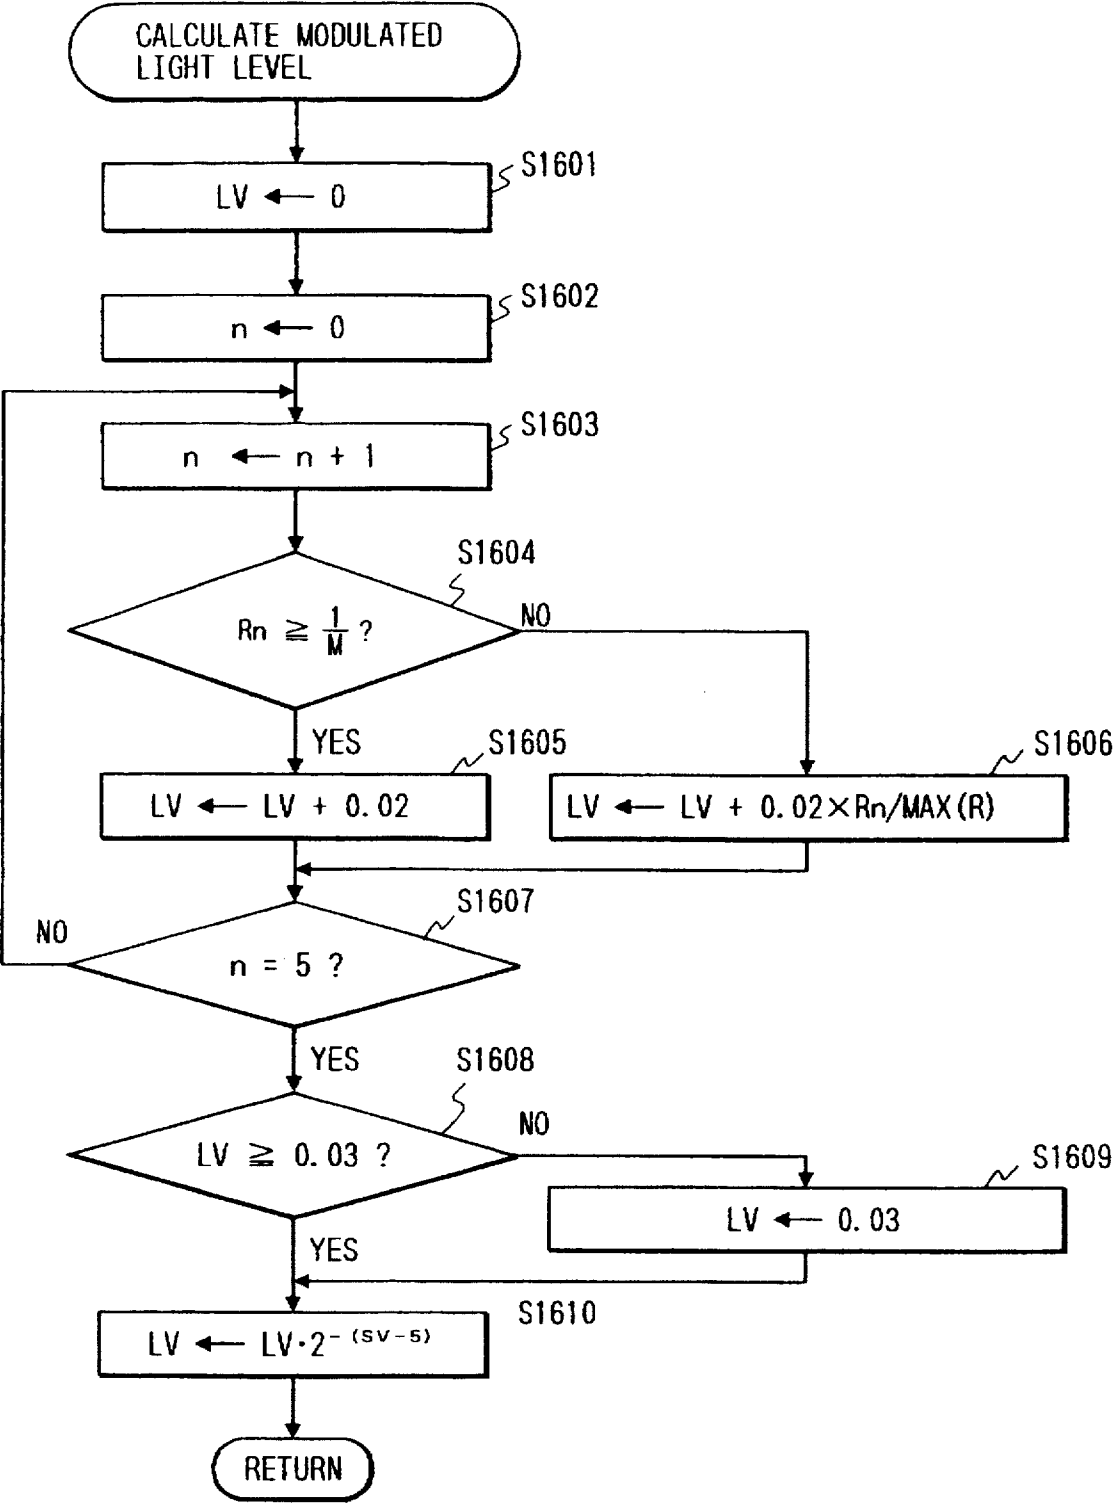 CALCULATE MODULATED
LIGHT LEVEL
S1601
LV ← 0
S1602
n ← 0
S1603
n ← n + 1
S1604
Rn ≧ 1/M ?
NO
YES
S1605
LV ← LV + 0.02
S1606
LV ← LV + 0.02×Rn/MAX(R)
S1607
n = 5 ?
NO
YES
S1608
LV ≧ 0.03 ?
NO
YES
S1609
LV ← 0.03
S1610
LV ← LV·2^-(SV-5)
RETURN